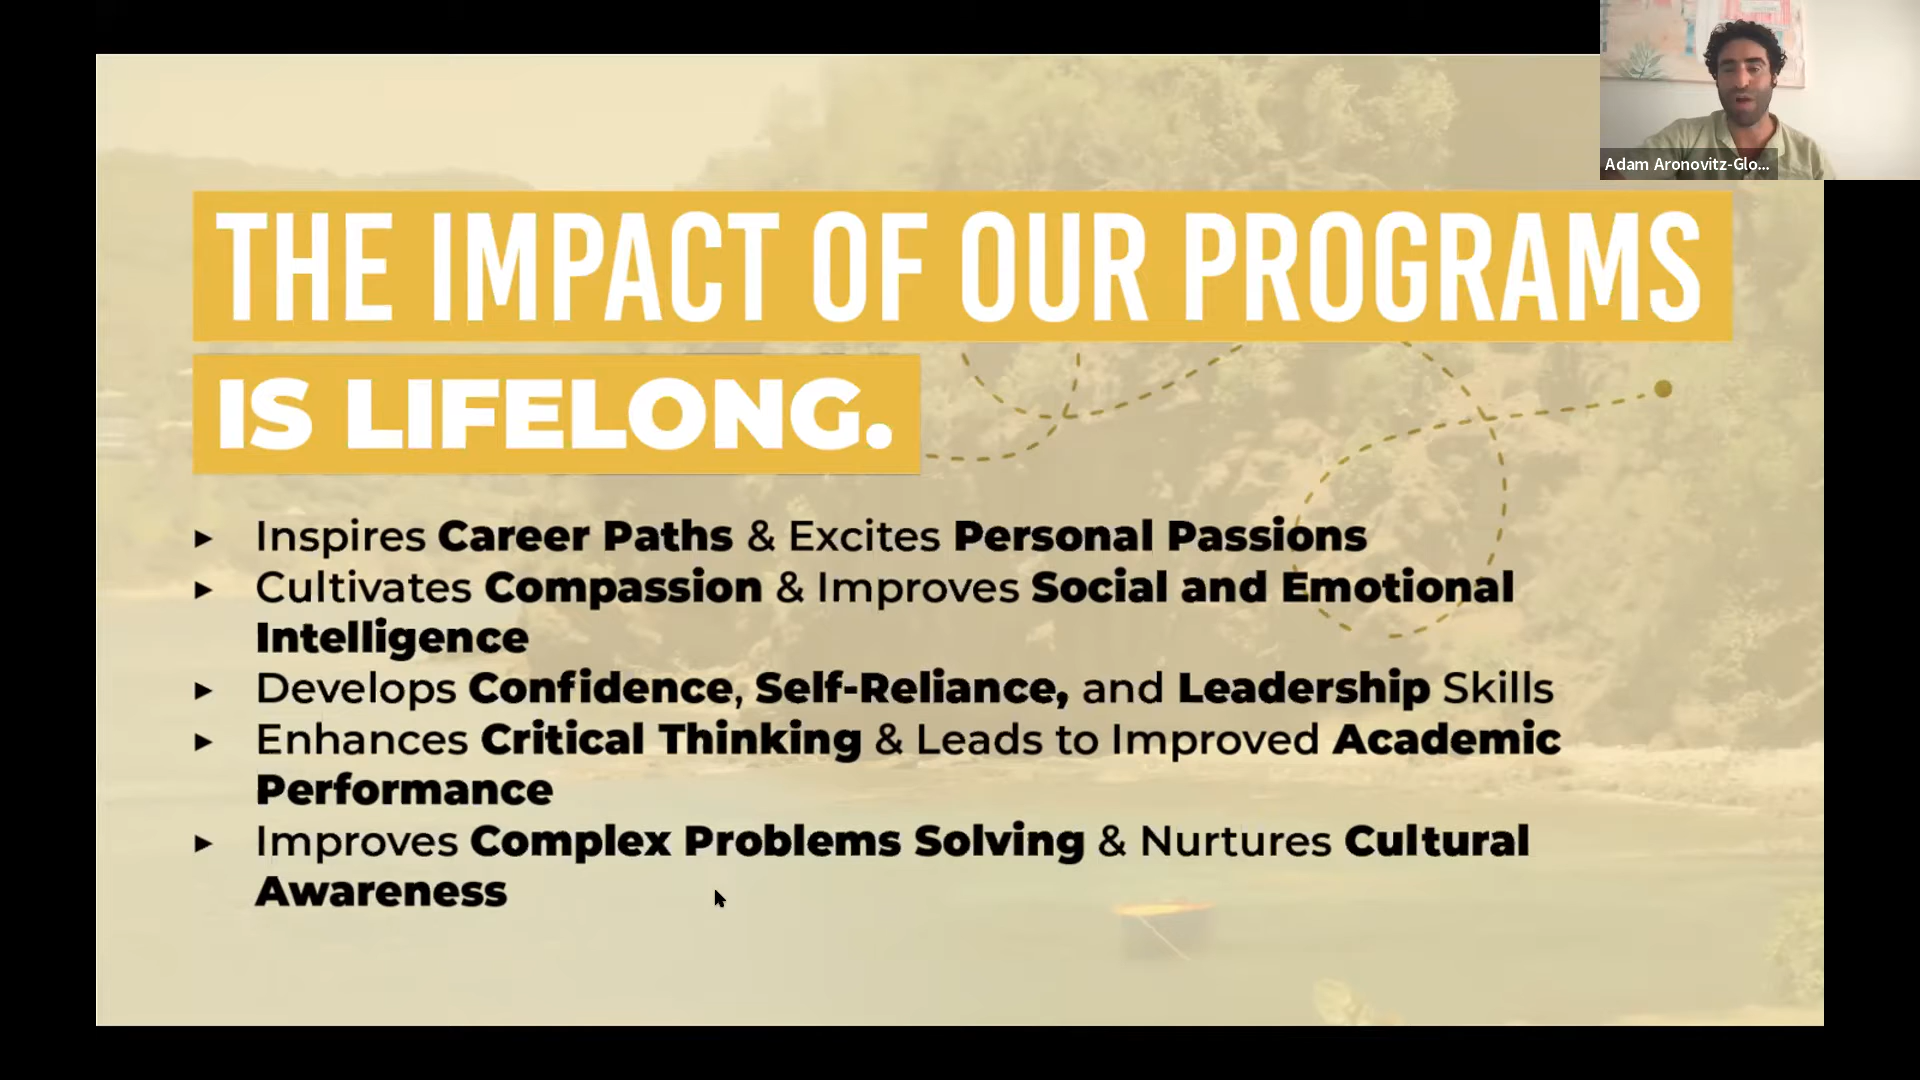 Adam Aronovitz-Glo...
THE IMPACT OF OUR PROGRAMS
IS LIFELONG.
▸ Inspires Career Paths & Excites Personal Passions
▸ Cultivates Compassion & Improves Social and Emotional
Intelligence
▸ Develops Confidence, Self-Reliance, and Leadership Skills
▸ Enhances Critical Thinking & Leads to Improved Academic
Performance
▸ Improves Complex Problems Solving & Nurtures Cultural
Awareness